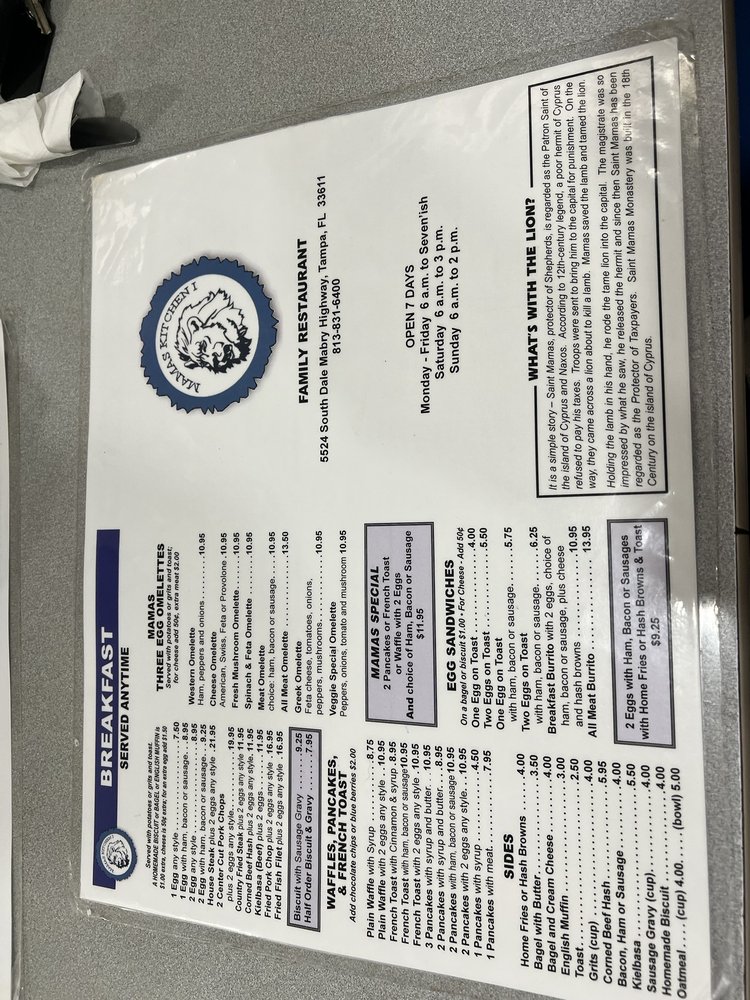 BREAKFAST
SERVED ANYTIME
Served with potatoes or grits and toast.
A HOMEMADE BISCUIT or BAGEL or ENGLISH MUFFIN is
$1.00 extra, cheese is 50¢ extra; for an extra egg add $1.50
1 Egg any style ........ 7.50
1 Egg with ham, bacon or sausage.... 8.95
2 Egg any style ........ 8.95
2 Egg with ham, bacon or sausage.... 9.25
House Steak plus 2 eggs any style .21.95
2 Center Cut Pork Chops
plus 2 eggs any style........ 19.95
Country Fried Steak plus 2 eggs any style 11.95
Corned Beef Hash plus 2 eggs any style. 11.95
Kielbasa (Beef) plus 2 eggs........ 11.95
Fried Pork Chop plus 2 eggs any style 16.95
Fried Fish Filet plus 2 eggs any style . 16.95
Biscuit with Sausage Gravy ....... 9.25
Half Order Biscuit & Gravy ....... 7.95
WAFFLES, PANCAKES,
& FRENCH TOAST
Add chocolate chips or blue berries $2.00
Plain Waffle with Syrup ........ 8.75
Plain Waffle with 2 eggs any style .. 10.95
French Toast with Cinnamon & syrup . 8.95
French Toast with ham, bacon or sausage 10.95
French Toast with 2 eggs any style .. 10.95
3 Pancakes with syrup and butter.... 10.95
2 Pancakes with syrup and butter.... 8.95
2 Pancakes with ham, bacon or sausage 10.95
2 Pancakes with 2 eggs any style.... 10.95
1 Pancakes with syrup ........ 4.50
1 Pancakes with meat........ 7.95
SIDES
Home Fries or Hash Browns ........ 4.00
Bagel with Butter........ 3.50
Bagel and Cream Cheese ........ 4.00
English Muffin ........ 3.00
Toast........ 2.50
Grits (cup) ........ 4.00
Corned Beef Hash ........ 5.95
Bacon, Ham or Sausage ........ 4.00
Kielbasa ........ 5.50
Sausage Gravy (cup)........ 4.00
Homemade Biscuit ........ 4.00
Oatmeal.... (cup) 4.00.... (bowl) 5.00
MAMAS
THREE EGG OMELETTES
Served with potatoes or grits and toast;
for cheese add 50¢, extra meat $2.00
Western Omelette
Ham, peppers and onions ........ 10.95
Cheese Omelette
American, Swiss, Feta or Provolone . 10.95
Fresh Mushroom Omelette.... 10.95
Spinach & Feta Omelette ..... 10.95
Meat Omelette
choice: ham, bacon or sausage.... 10.95
All Meat Omelette ........ 13.50
Greek Omelette
Feta cheese, tomatoes, onions,
peppers, mushrooms........ 10.95
Veggie Special Omelette
Peppers, onions, tomato and mushroom 10.95
MAMAS SPECIAL
2 Pancakes or French Toast
or Waffle with 2 Eggs
And choice of Ham, Bacon or Sausage
$11.95
EGG SANDWICHES
On a bagel or biscuit $1.00 • For Cheese - Add 50¢
One Egg on Toast ........ 4.00
Two Eggs on Toast ........ 5.50
One Egg on Toast
with ham, bacon or sausage........ 5.75
Two Eggs on Toast
with ham, bacon or sausage........ 6.25
Breakfast Burrito with 2 eggs, choice of
ham, bacon or sausage, plus cheese
and hash browns ........ 10.95
All Meat Burrito ........ 13.95
2 Eggs with Ham, Bacon or Sausages
with Home Fries or Hash Browns & Toast
$9.25
MAMAS KITCHEN I
FAMILY RESTAURANT
5524 South Dale Mabry Highway, Tampa, FL 33611
813-831-6400
OPEN 7 DAYS
Monday - Friday 6 a.m. to Seven'ish
Saturday 6 a.m. to 3 p.m.
Sunday 6 a.m. to 2 p.m.
WHAT'S WITH THE LION?
It is a simple story – Saint Mamas, protector of Shepherds, is regarded as the Patron Saint of
the island of Cyprus and Naxos. According to 12th-century legend, a poor hermit of Cyprus
refused to pay his taxes. Troops were sent to bring him to the capital for punishment. On the
way, they came across a lion about to kill a lamb. Mamas saved the lamb and tamed the lion.
Holding the lamb in his hand, he rode the tame lion into the capital. The magistrate was so
impressed by what he saw, he released the hermit and since then Saint Mamas has been
regarded as the Protector of Taxpayers. Saint Mamas Monastery was built in the 18th
Century on the island of Cyprus.